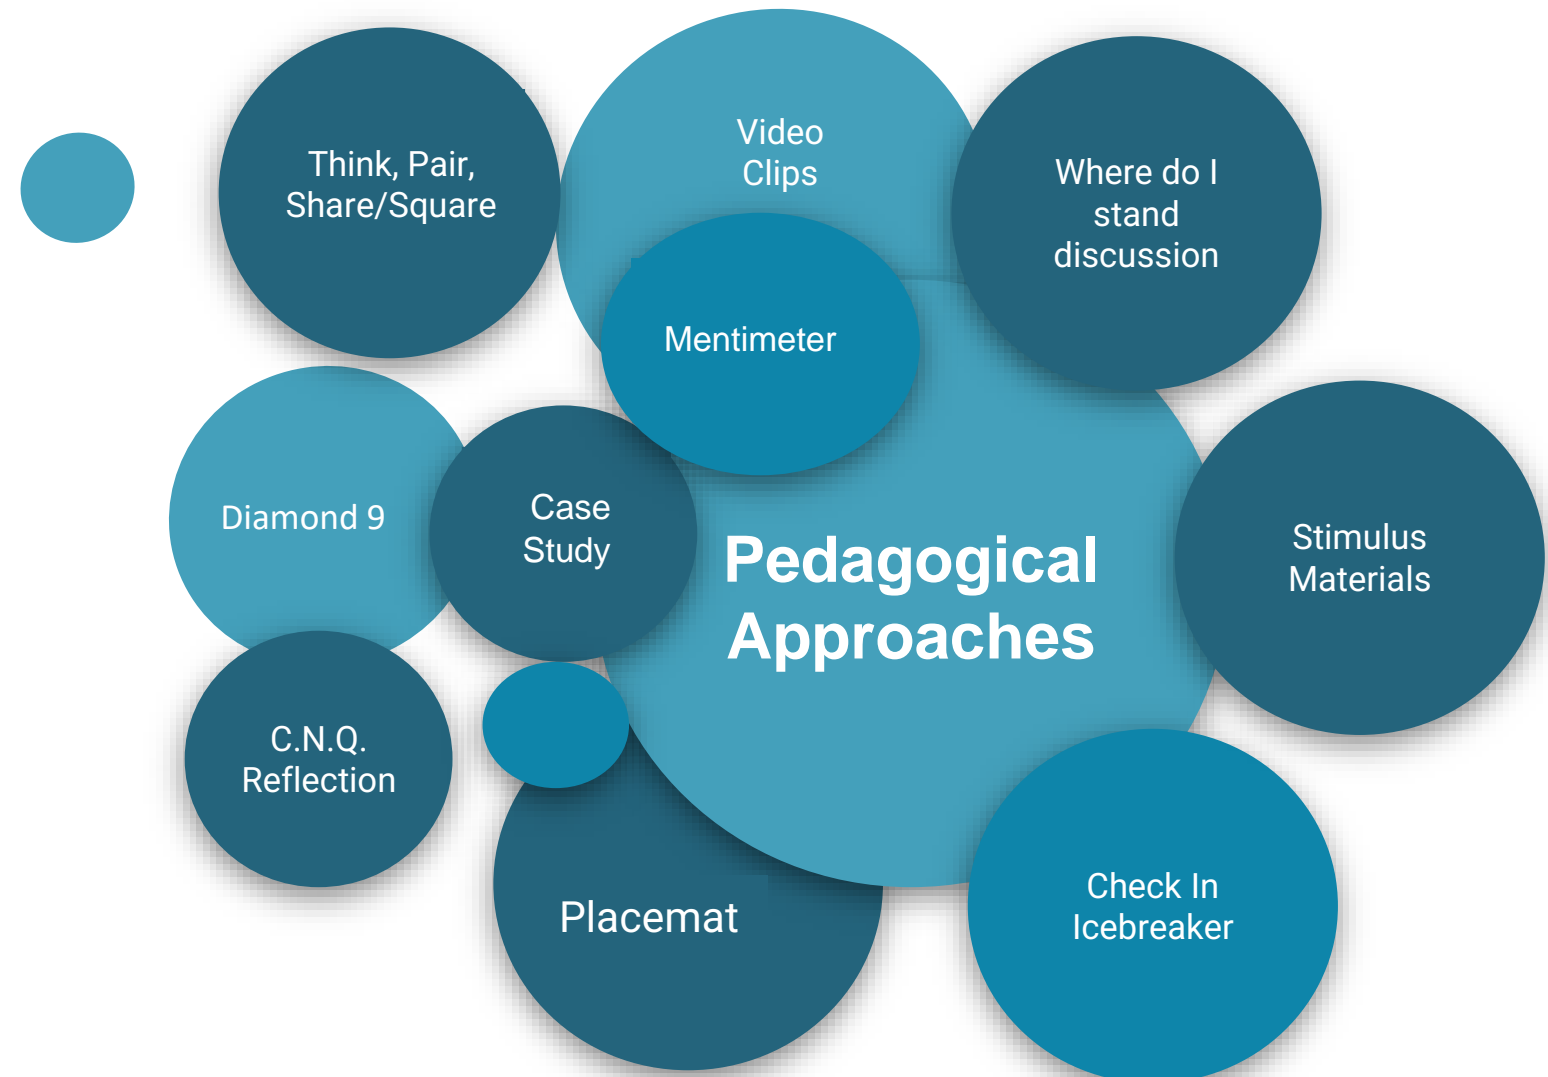 Think, Pair,
Share/Square
Video
Clips
Where do I
stand
discussion
Mentimeter
Diamond 9
Case
Study
Pedagogical
Approaches
Stimulus
Materials
C.N.Q.
Reflection
Placemat
Check In
Icebreaker